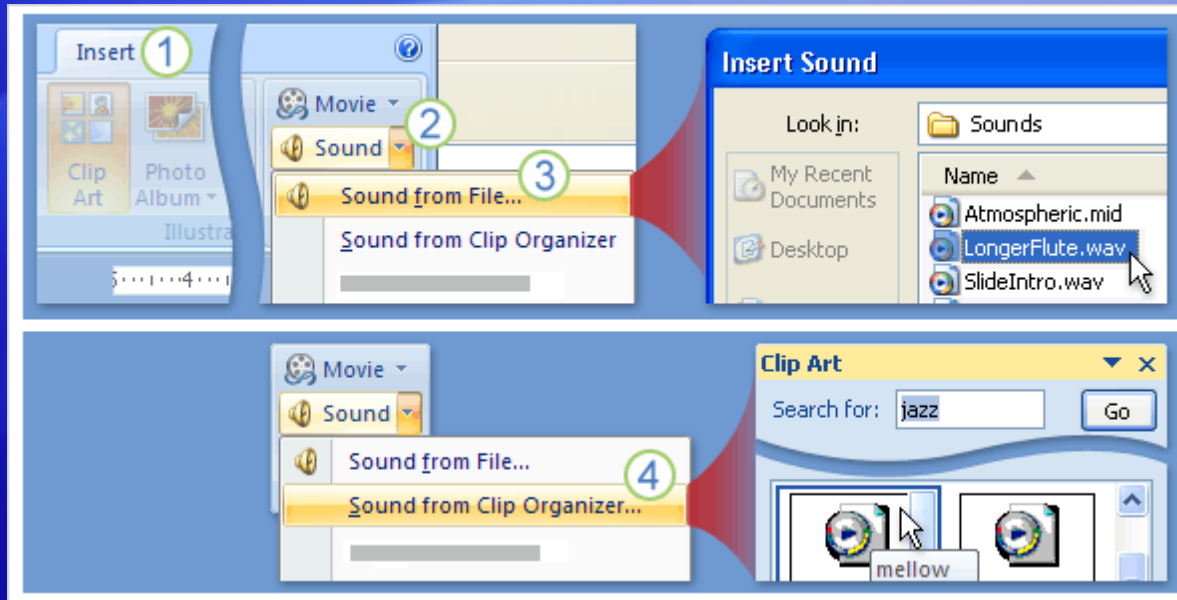 Insert 1
Movie
Sound 2
Clip Art
Photo Album
Illustra
Sound from File... 3
Sound from Clip Organizer
5 4
Insert Sound
Look in: Sounds
My Recent Documents
Desktop
Name
Atmospheric.mid
LongerFlute.wav
SlideIntro.wav
Movie
Sound
Sound from File...
Sound from Clip Organizer... 4
Clip Art
Search for: jazz Go
mellow